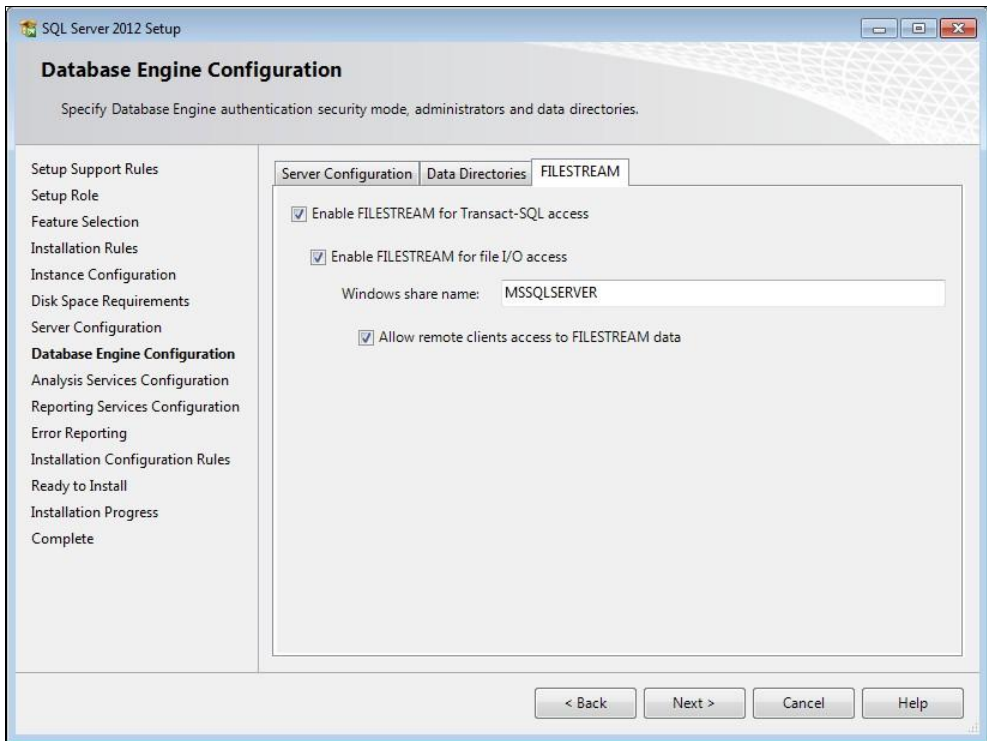 SQL Server 2012 Setup
Database Engine Configuration
Specify Database Engine authentication security mode, administrators and data directories.
Setup Support Rules
Setup Role
Feature Selection
Installation Rules
Instance Configuration
Disk Space Requirements
Server Configuration
Database Engine Configuration
Analysis Services Configuration
Reporting Services Configuration
Error Reporting
Installation Configuration Rules
Ready to Install
Installation Progress
Complete
Server Configuration Data Directories FILESTREAM
Enable FILESTREAM for Transact-SQL access
Enable FILESTREAM for file I/O access
Windows share name: MSSQLSERVER
Allow remote clients access to FILESTREAM data
< Back Next > Cancel Help